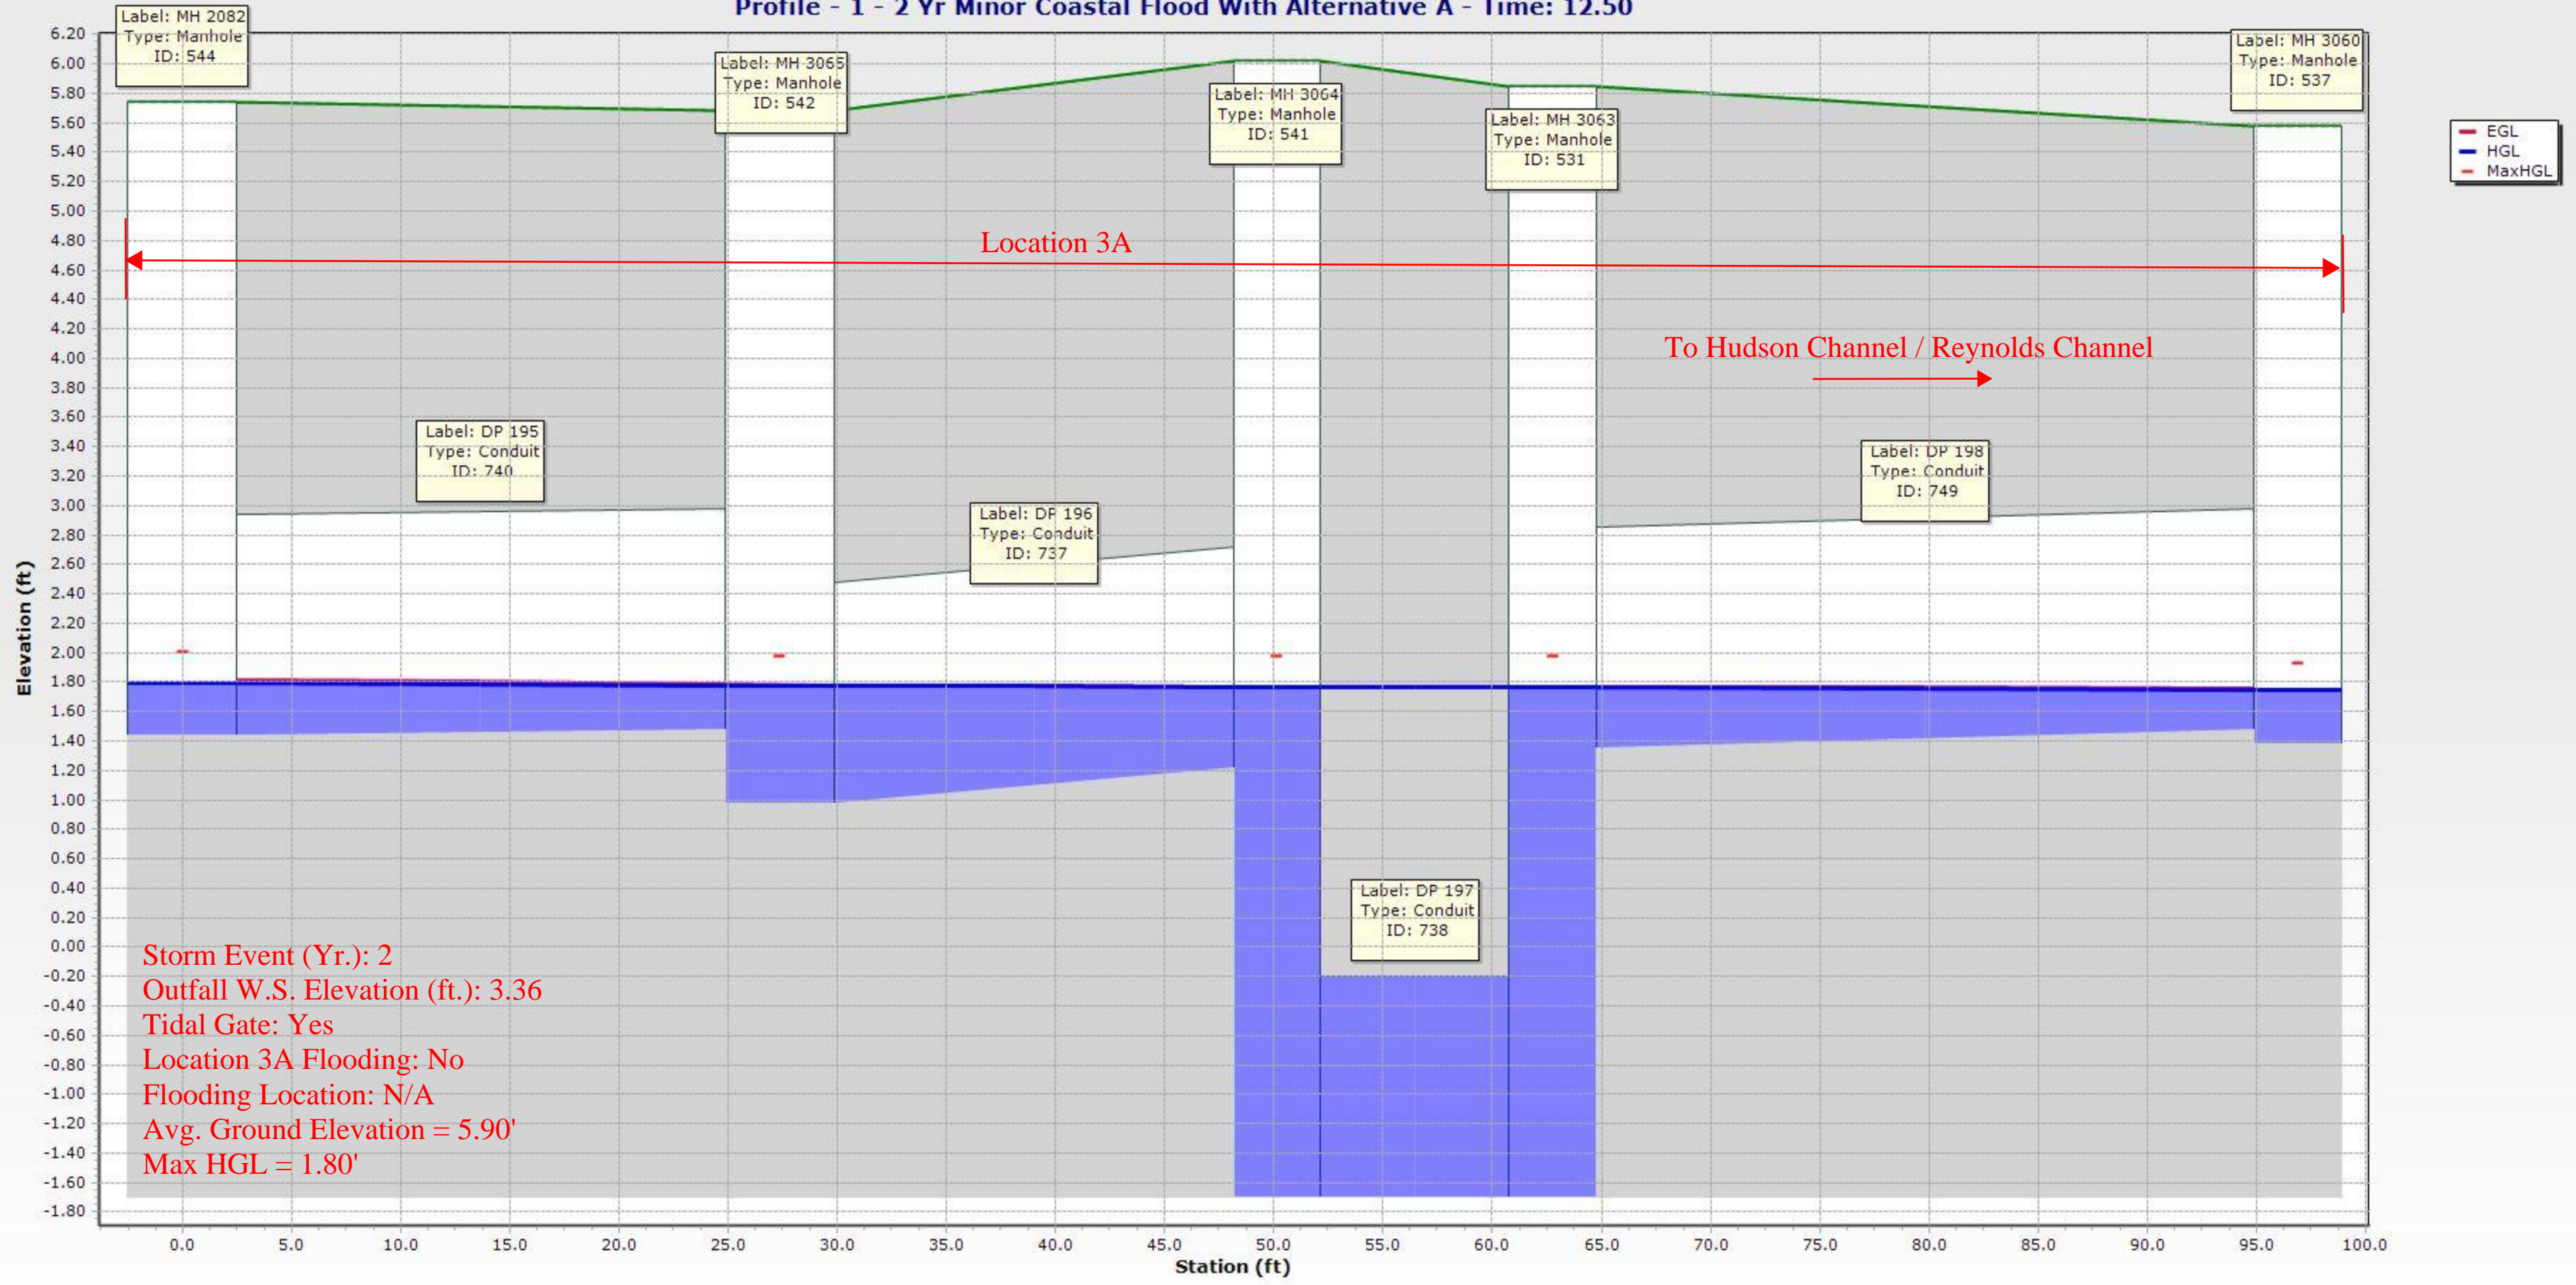 Profile - 1 - 2 Yr Minor Coastal Flood With Alternative A - Time: 12.50
Label: MH 2082
Type: Manhole
ID: 544
Label: MH 3065
Type: Manhole
ID: 542
Label: MH 3064
Type: Manhole
ID: 541
Label: MH 3063
Type: Manhole
ID: 531
Label: MH 3060
Type: Manhole
ID: 537
EGL
HGL
MaxHGL
Location 3A
To Hudson Channel / Reynolds Channel
Label: DP 195
Type: Conduit
ID: 740
Label: DP 196
Type: Conduit
ID: 737
Label: DP 198
Type: Conduit
ID: 749
Label: DP 197
Type: Conduit
ID: 738
Storm Event (Yr.): 2
Outfall W.S. Elevation (ft.): 3.36
Tidal Gate: Yes
Location 3A Flooding: No
Flooding Location: N/A
Avg. Ground Elevation = 5.90'
Max HGL = 1.80'
Elevation (ft)
6.20
6.00
5.80
5.60
5.40
5.20
5.00
4.80
4.60
4.40
4.20
4.00
3.80
3.60
3.40
3.20
3.00
2.80
2.60
2.40
2.20
2.00
1.80
1.60
1.40
1.20
1.00
0.80
0.60
0.40
0.20
0.00
-0.20
-0.40
-0.60
-0.80
-1.00
-1.20
-1.40
-1.60
-1.80
0.0 5.0 10.0 15.0 20.0 25.0 30.0 35.0 40.0 45.0 50.0 55.0 60.0 65.0 70.0 75.0 80.0 85.0 90.0 95.0 100.0
Station (ft)